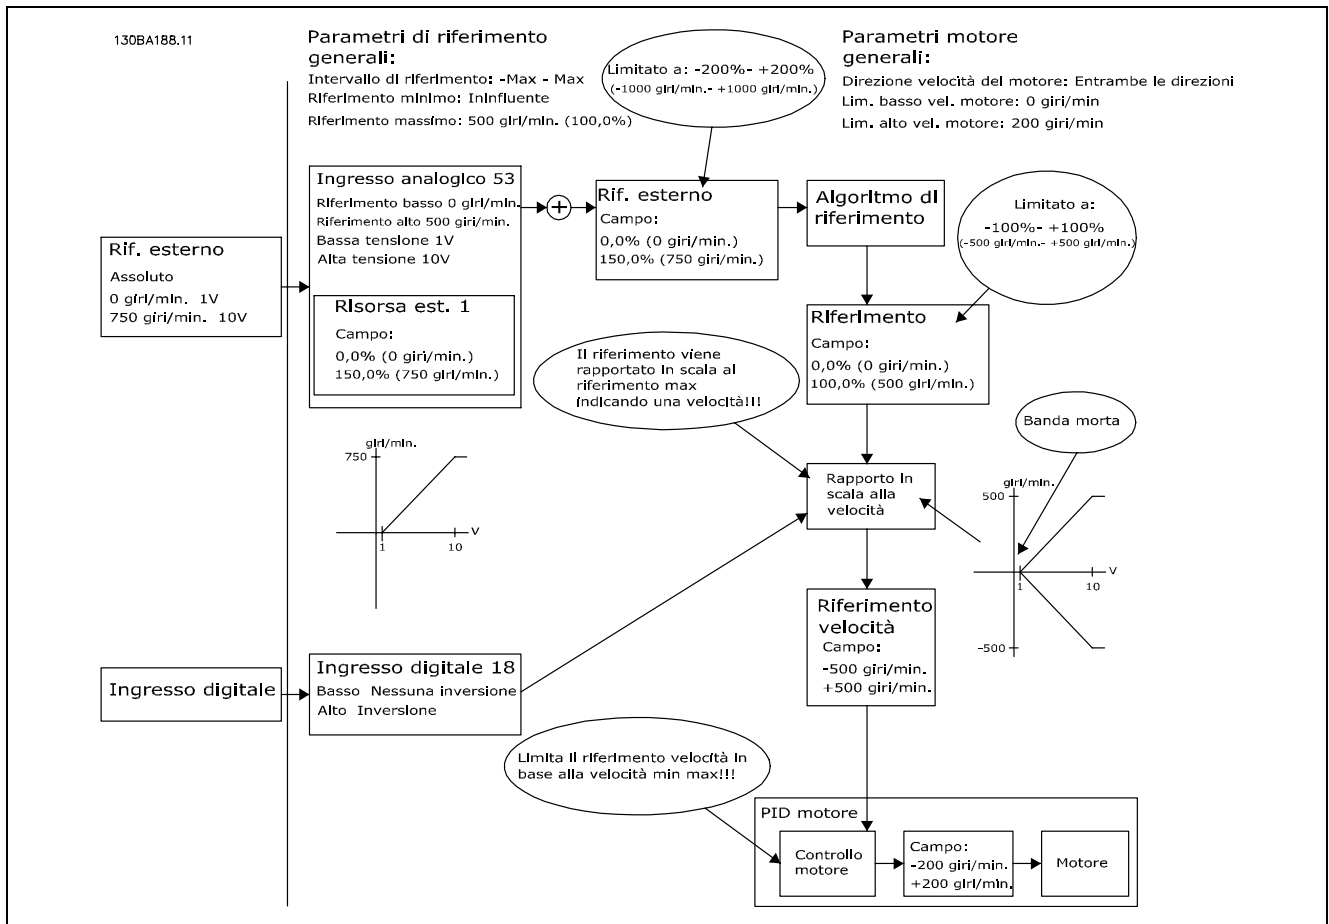 130BA188.11
Parametri di riferimento
generali:
Intervallo di riferimento: -Max - Max
Riferimento minimo: Ininfluente
Riferimento massimo: 500 giri/min. (100,0%)
Limitato a: -200%- +200%
(-1000 giri/min.- +1000 giri/min.)
Parametri motore
generali:
Direzione velocità del motore: Entrambe le direzioni
Lim. basso vel. motore: 0 giri/min
Lim. alto vel. motore: 200 giri/min
Rif. esterno
Assoluto
0 giri/min. 1V
750 giri/min. 10V
Ingresso analogico 53
Riferimento basso 0 giri/min.
Riferimento alto 500 giri/min.
Bassa tensione 1V
Alta tensione 10V
Risorsa est. 1
Campo:
0,0% (0 giri/min.)
150,0% (750 giri/min.)
+
Rif. esterno
Campo:
0,0% (0 giri/min.)
150,0% (750 giri/min.)
Algoritmo di
riferimento
Limitato a:
-100%- +100%
(-500 giri/min.- +500 giri/min.)
Riferimento
Campo:
0,0% (0 giri/min.)
100,0% (500 giri/min.)
Il riferimento viene
rapportato in scala al
riferimento max
indicando una velocità!!!
Banda morta
giri/min.
750
1
10
V
Rapporto in
scala alla
velocità
giri/min.
500
V
1
10
-500
Riferimento
velocità
Campo:
-500 giri/min.
+500 giri/min.
Ingresso digitale
Ingresso digitale 18
Basso Nessuna inversione
Alto Inversione
Limita il riferimento velocità in
base alla velocità min max!!!
PID motore
Controllo
motore
Campo:
-200 giri/min.
+200 giri/min.
Motore